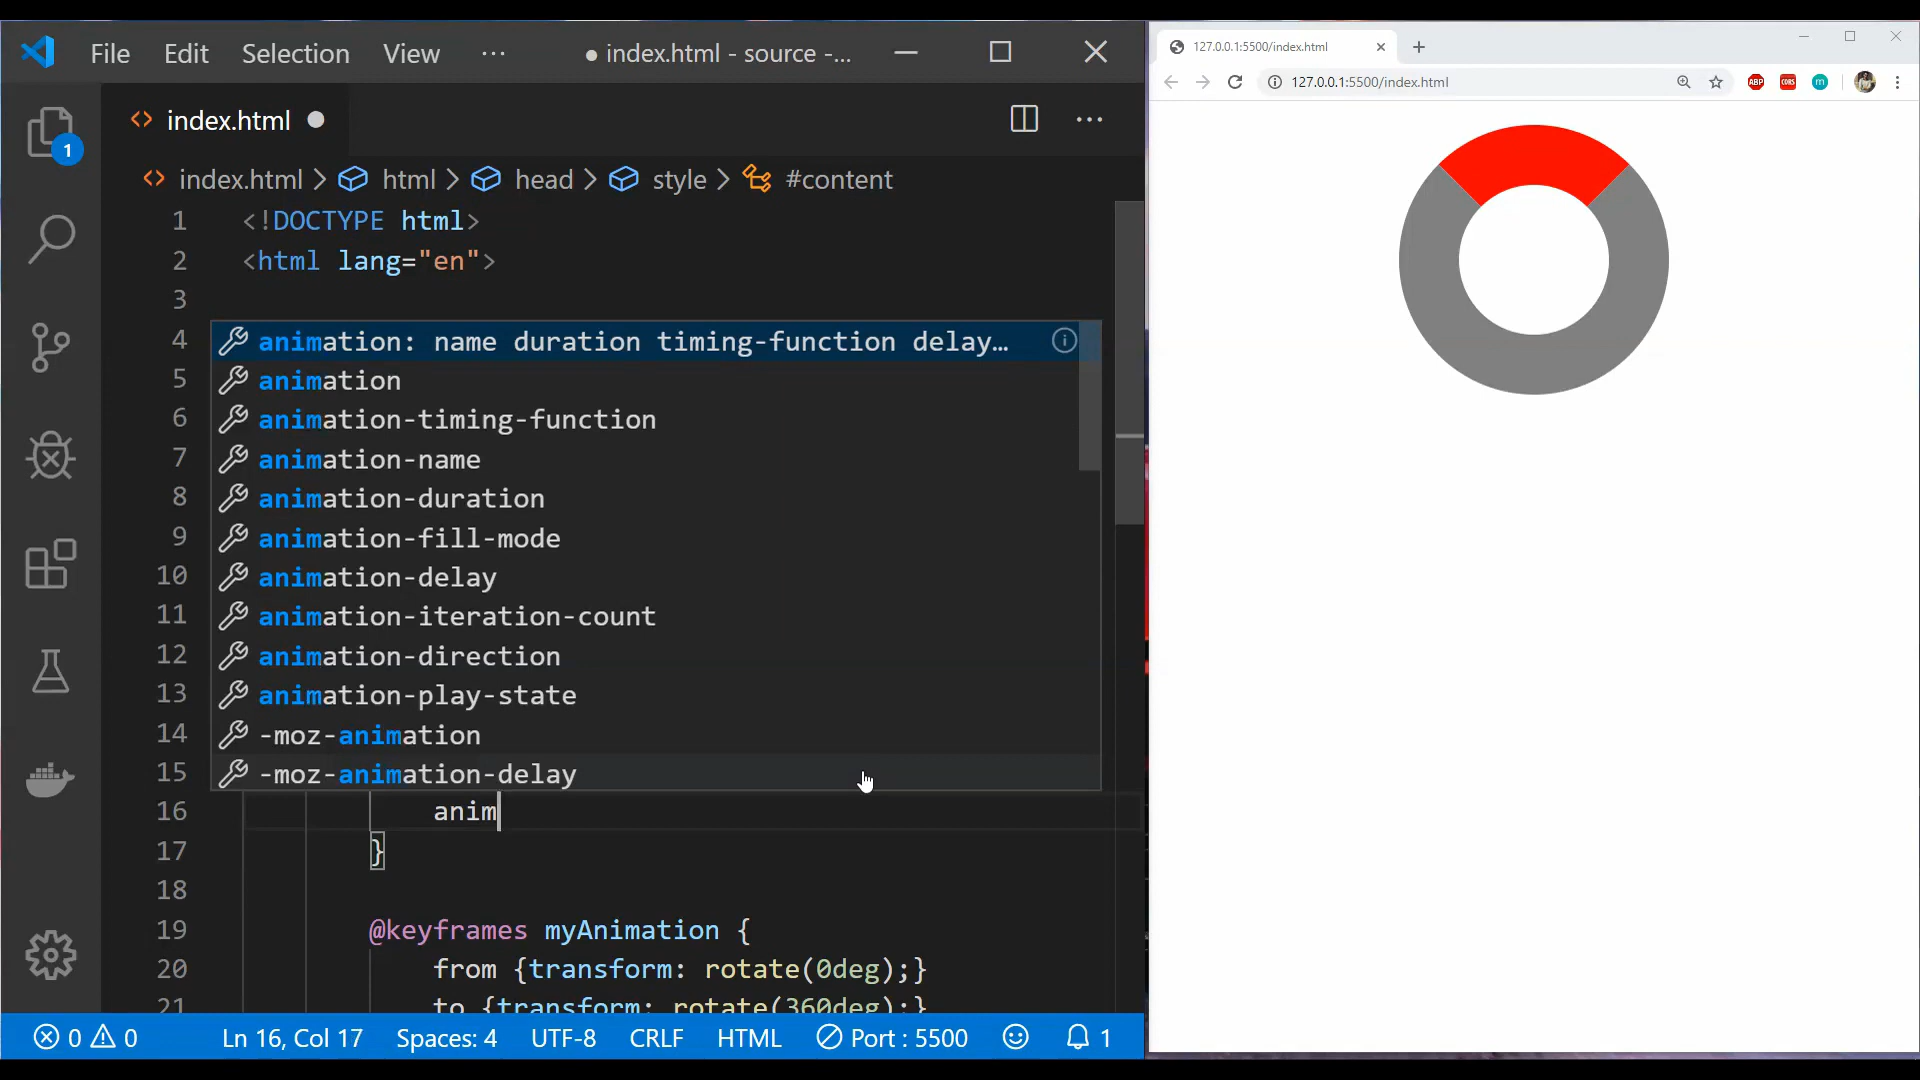 File Edit Selection View ··· ● index.html - source -...
index.html
index.html > html > head > style > #content
1 <!DOCTYPE html>
2 <html lang="en">
3
4 animation: name duration timing-function delay…
5 animation
6 animation-timing-function
7 animation-name
8 animation-duration
9 animation-fill-mode
10 animation-delay
11 animation-iteration-count
12 animation-direction
13 animation-play-state
14 -moz-animation
15 -moz-animation-delay
16 anim
17 }
18
19 @keyframes myAnimation {
20 from {transform: rotate(0deg);}
21 to {transform: rotate(360deg);}
1
0 0 Ln 16, Col 17 Spaces: 4 UTF-8 CRLF HTML Port : 5500 1
127.0.0.1:5500/index.html
127.0.0.1:5500/index.html ABP CORS m